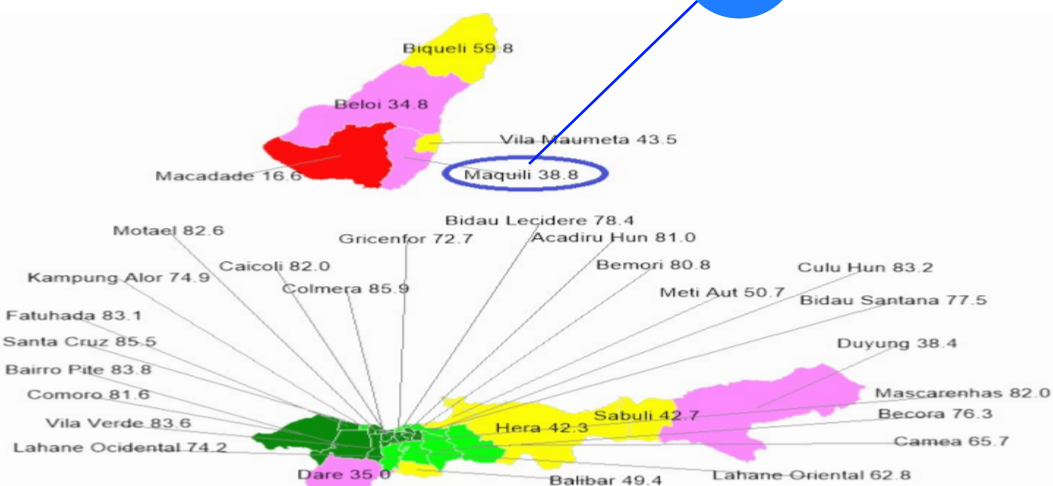 Biqueli 59.8
Beloi 34.8
Vila Maumeta 43.5
Macadade 16.6
Maquili 38.8
Bidau Lecidere 78.4
Motael 82.6
Gricenfor 72.7
Acadiru Hun 81.0
Caicoli 82.0
Bemori 80.8
Culu Hun 83.2
Kampung Alor 74.9
Colmera 85.9
Meti Aut 50.7
Bidau Santana 77.5
Fatuhada 83.1
Santa Cruz 85.5
Duyung 38.4
Bairro Pite 83.8
Comoro 81.6
Mascarenhas 82.0
Sabuli 42.7
Becora 76.3
Vila Verde 83.6
Hera 42.3
Camea 65.7
Lahane Ocidental 74.2
Dare 35.0
Balibar 49.4
Lahane Oriental 62.8